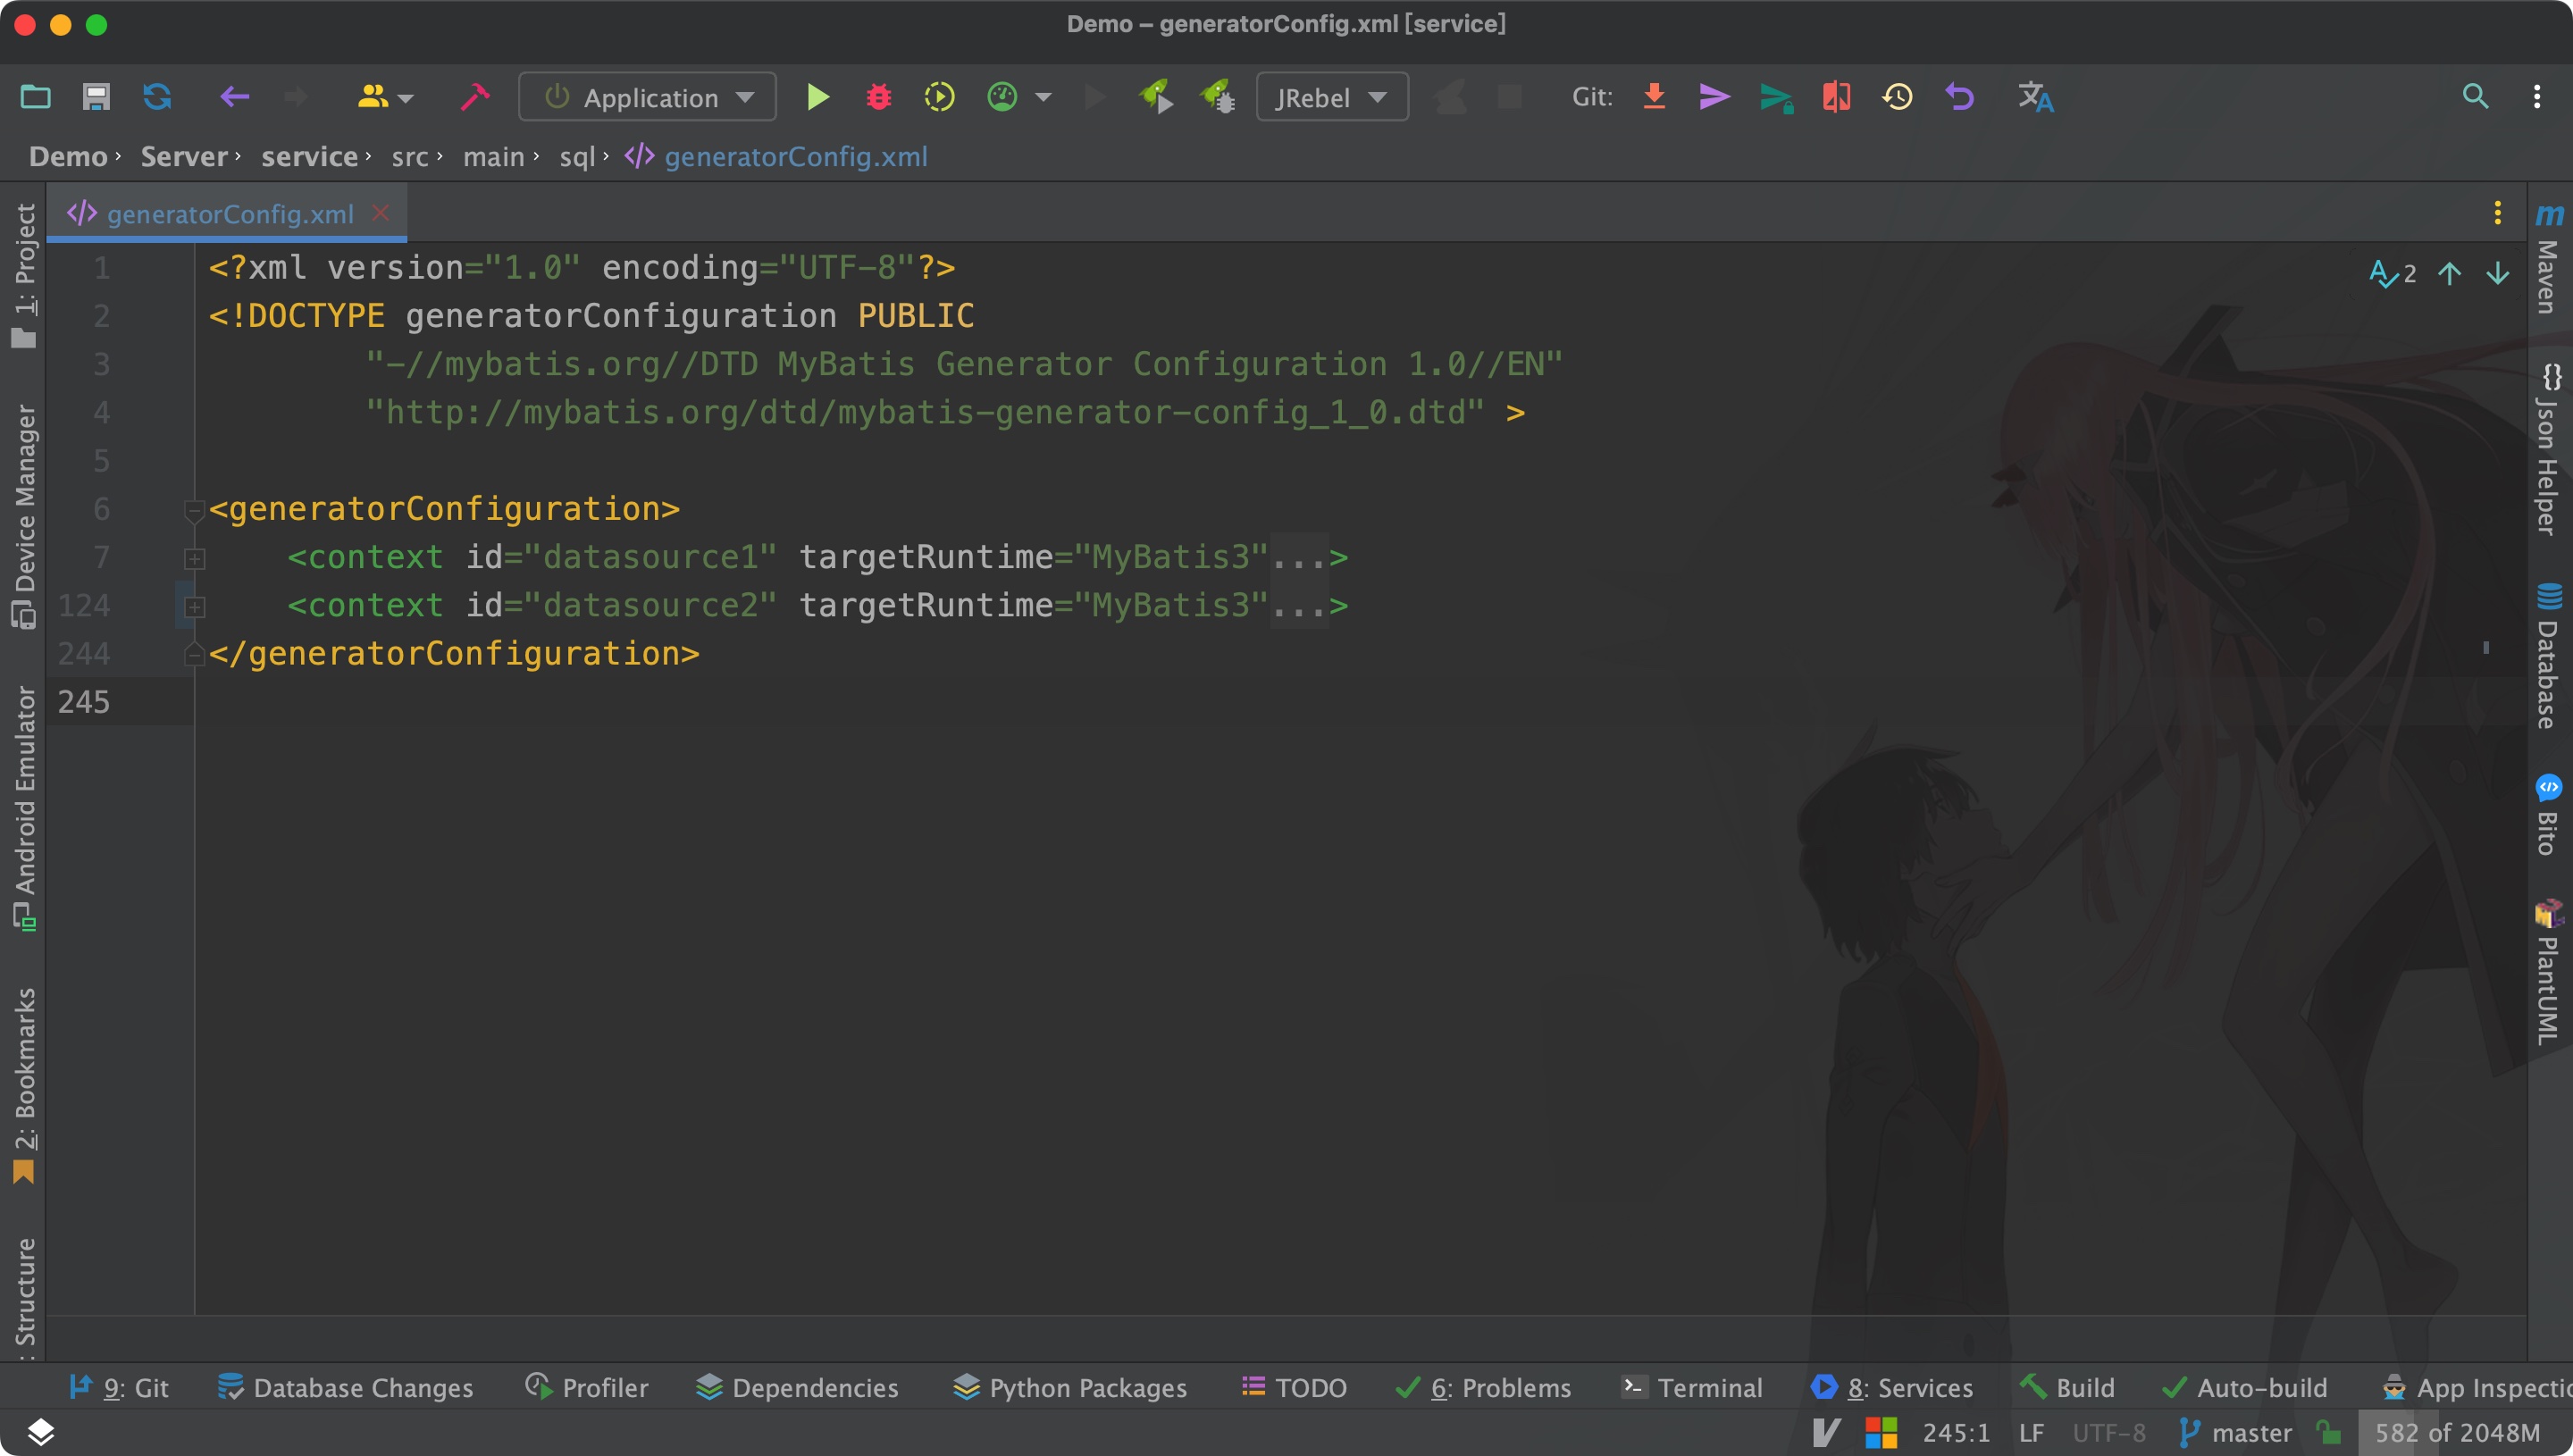 Demo – generatorConfig.xml [service]
Application
JRebel
Git:
Demo › Server › service › src › main › sql › generatorConfig.xml
generatorConfig.xml
1 <?xml version="1.0" encoding="UTF-8"?>
2 <!DOCTYPE generatorConfiguration PUBLIC
3 "-//mybatis.org//DTD MyBatis Generator Configuration 1.0//EN"
4 "http://mybatis.org/dtd/mybatis-generator-config_1_0.dtd" >
5
6 <generatorConfiguration>
7 <context id="datasource1" targetRuntime="MyBatis3"...>
124 <context id="datasource2" targetRuntime="MyBatis3"...>
244 </generatorConfiguration>
245
2
1: Project
Device Manager
Android Emulator
2: Bookmarks
: Structure
m Maven
{} Json Helper
Database
Bito
PlantUML
9: Git
Database Changes
Profiler
Dependencies
Python Packages
TODO
6: Problems
Terminal
8: Services
Build
Auto-build
App Inspectio
245:1
LF
UTF-8
master
582 of 2048M